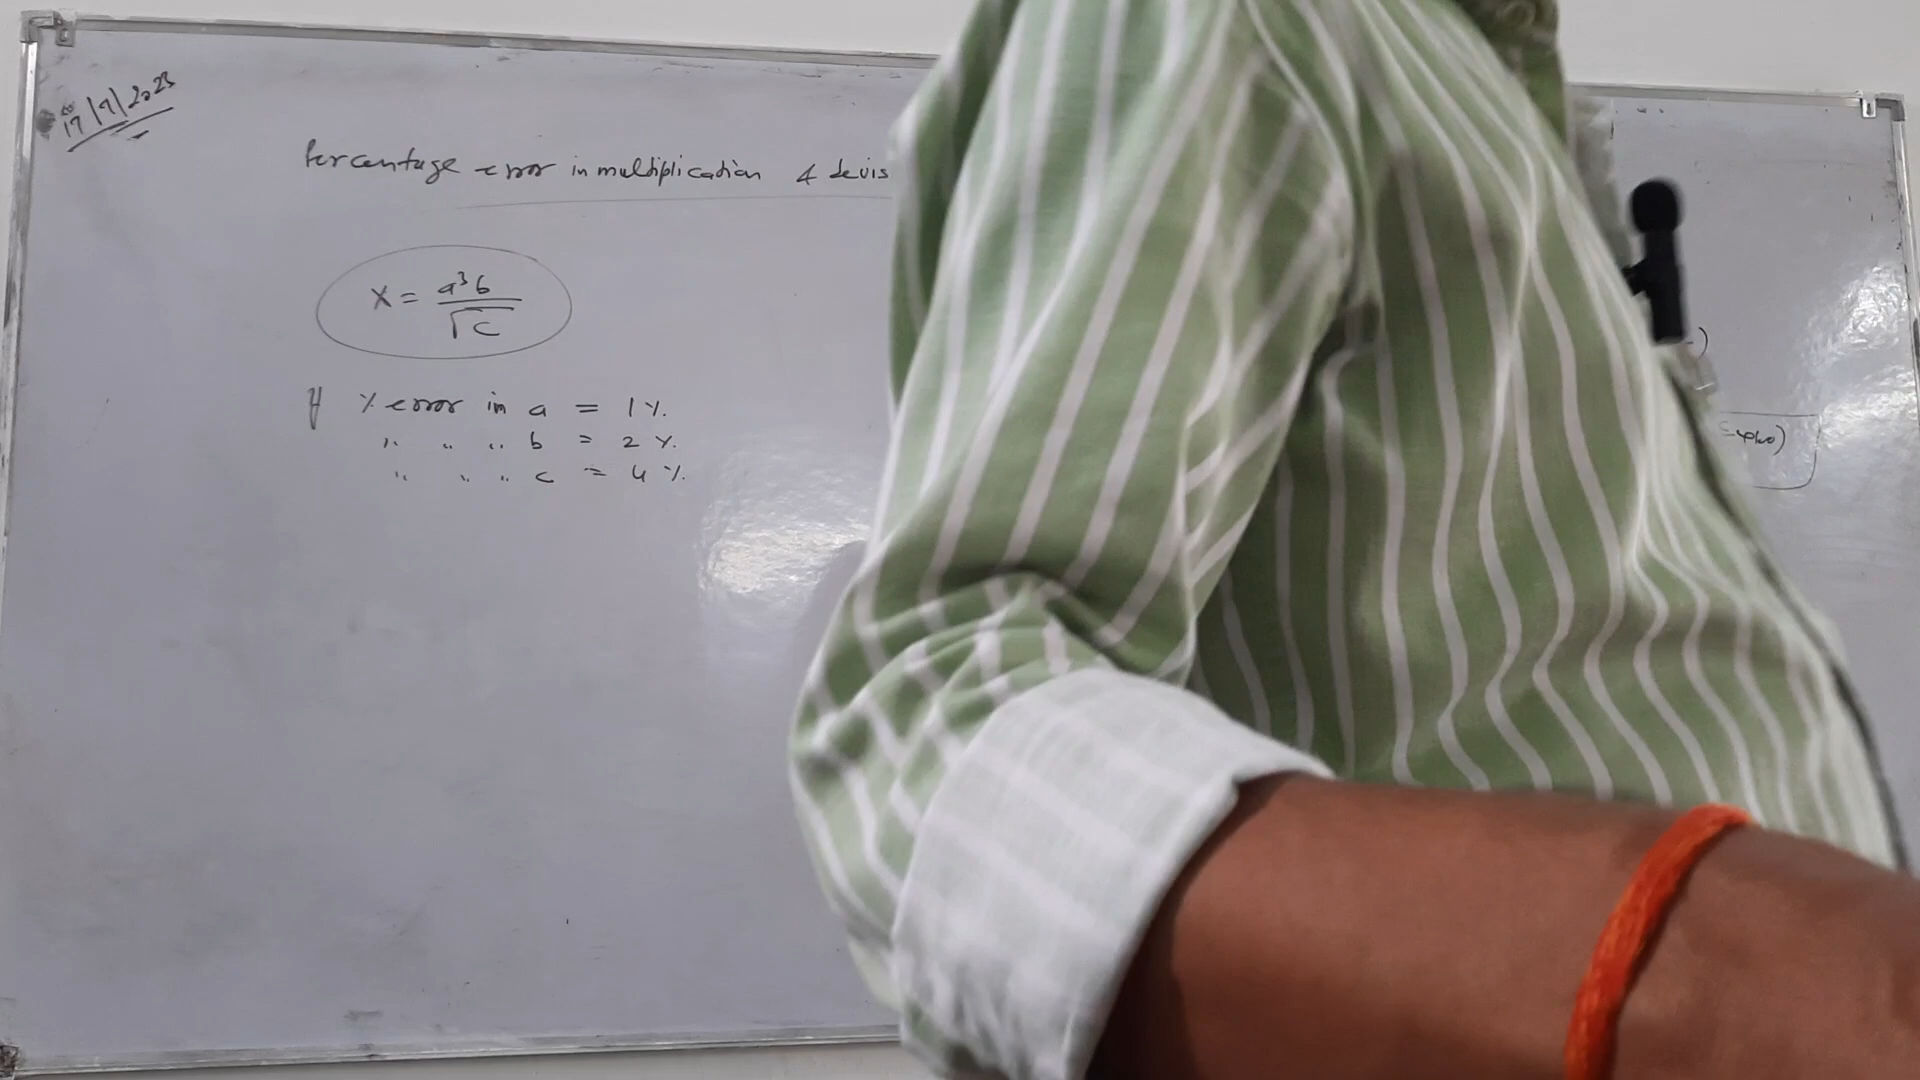 17/9/2023
Percentage error in multiplication & devis
X = a³b / √c
If % error in a = 1 %.
" " " b = 2 %.
" " " c = 4 %.